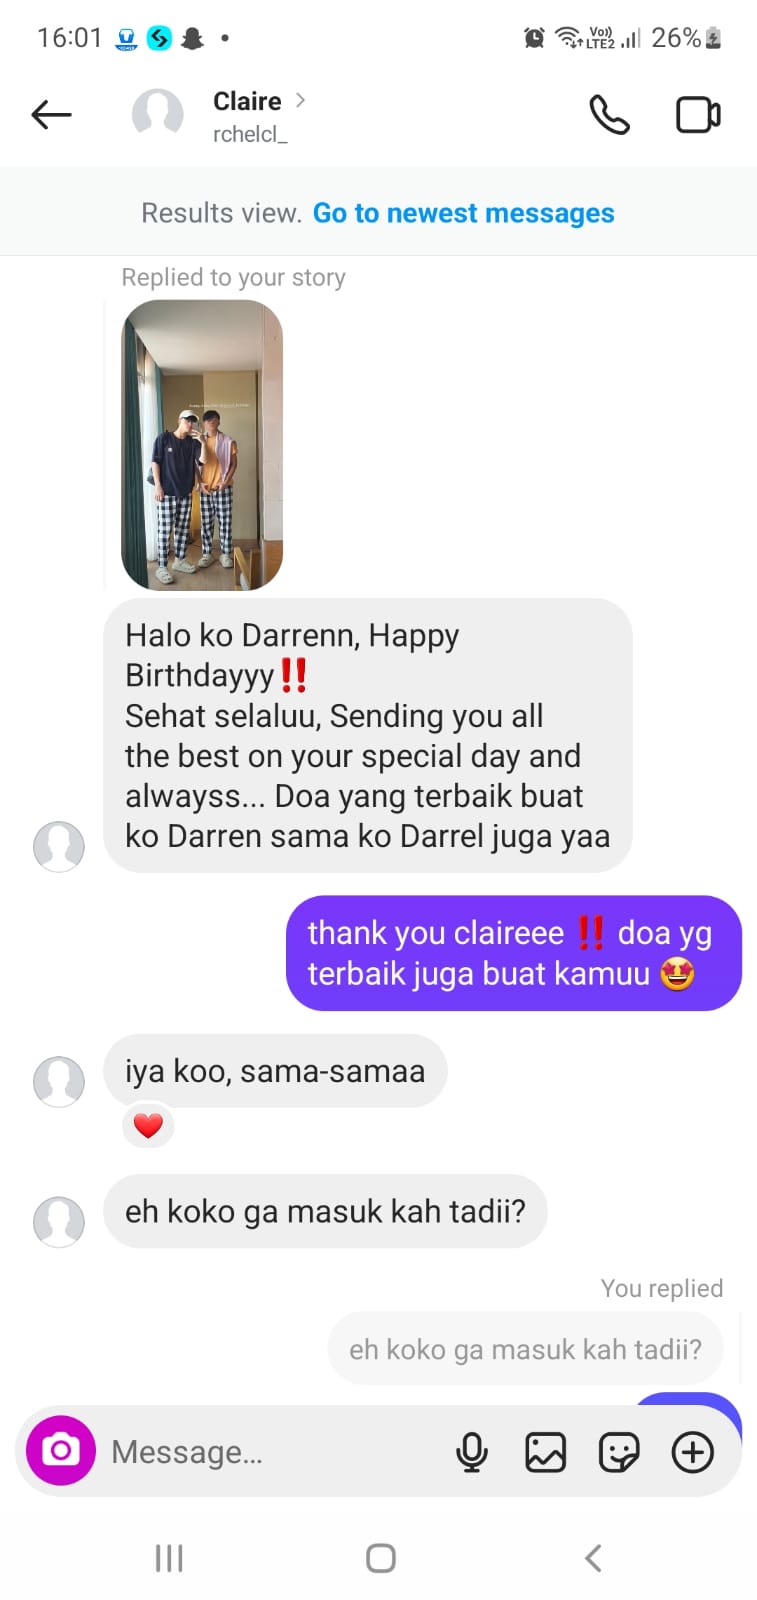 16:01
Vo))
LTE2
26%
Claire
rchelcl_
Results view. Go to newest messages
Replied to your story
Halo ko Darrenn, Happy
Birthdayyy‼️
Sehat selaluu, Sending you all
the best on your special day and
alwayss... Doa yang terbaik buat
ko Darren sama ko Darrel juga yaa
thank you claireee ‼️ doa yg
terbaik juga buat kamuu 🤩
iya koo, sama-samaa
❤️
eh koko ga masuk kah tadii?
You replied
eh koko ga masuk kah tadii?
Message...